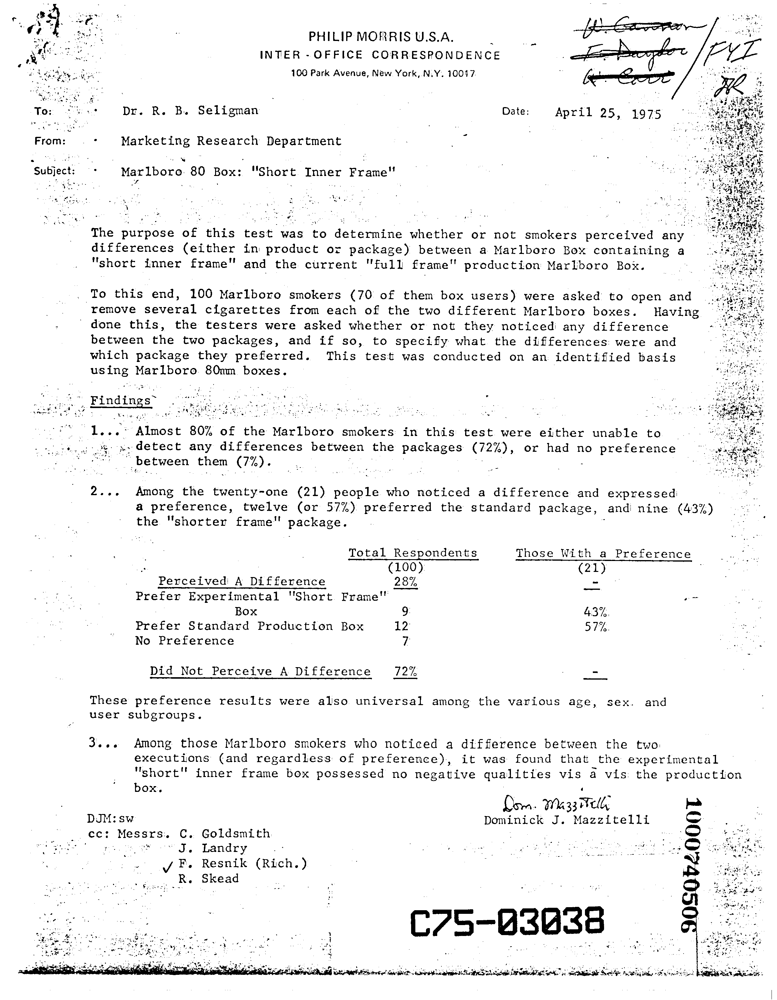 PHILIP MORRIS U.S.A.
INTER - OFFICE CORRESPONDENCE
100 Park Avenue, New York, N.Y. 10017
FYI
To: Dr. R. B. Seligman Date: April 25, 1975
From: Marketing Research Department
Subject: Marlboro 80 Box: "Short Inner Frame"
The purpose of this test was to determine whether or not smokers perceived any
differences (either in product or package) between a Marlboro Box containing a
"short inner frame" and the current "full frame" production Marlboro Box.
To this end, 100 Marlboro smokers (70 of them box users) were asked to open and
remove several cigarettes from each of the two different Marlboro boxes. Having
done this, the testers were asked whether or not they noticed any difference
between the two packages, and if so, to specify what the differences were and
which package they preferred. This test was conducted on an identified basis
using Marlboro 80mm boxes.
Findings
1... Almost 80% of the Marlboro smokers in this test were either unable to
detect any differences between the packages (72%), or had no preference
between them (7%).
2... Among the twenty-one (21) people who noticed a difference and expressed
a preference, twelve (or 57%) preferred the standard package, and nine (43%)
the "shorter frame" package.
Total Respondents Those With a Preference
(100) (21)
Perceived A Difference 28% -
Prefer Experimental "Short Frame"
Box 9 43%
Prefer Standard Production Box 12 57%
No Preference 7
Did Not Perceive A Difference 72% -
These preference results were also universal among the various age, sex, and
user subgroups.
3... Among those Marlboro smokers who noticed a difference between the two
executions (and regardless of preference), it was found that the experimental
"short" inner frame box possessed no negative qualities vis à vis the production
box.
Dom. Mazzitelli
Dominick J. Mazzitelli
DJM:sw
cc: Messrs. C. Goldsmith
J. Landry
✓ F. Resnik (Rich.)
R. Skead
1000740506
C75-03038